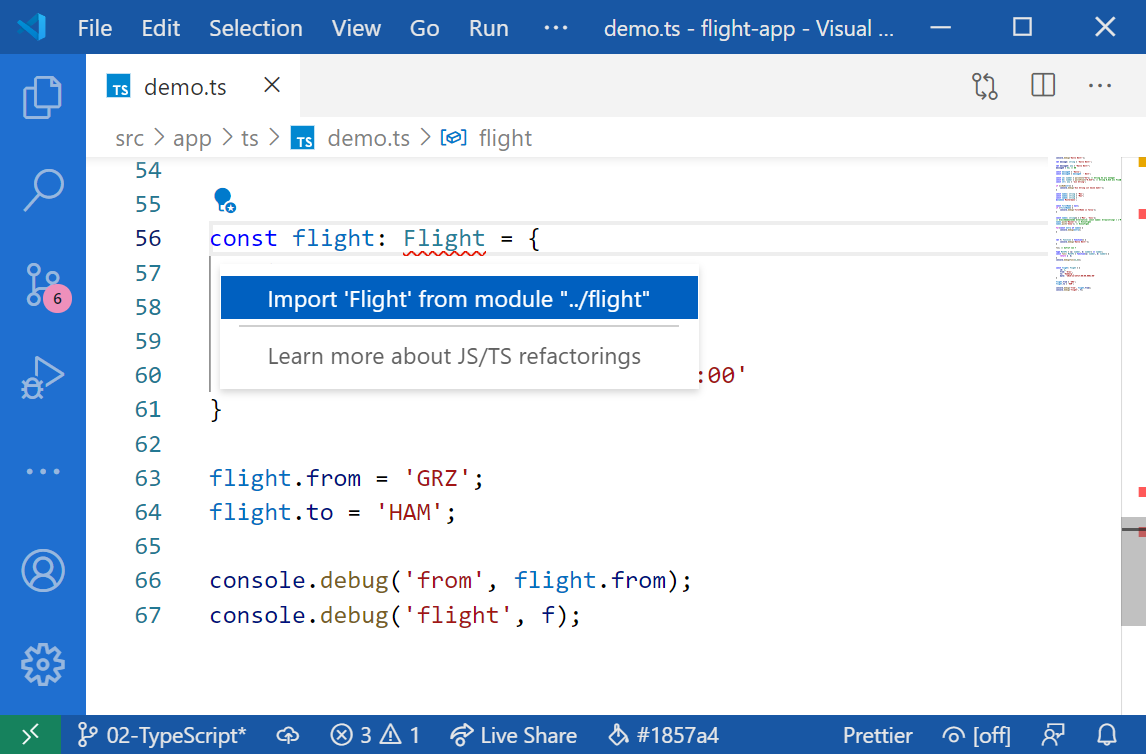 File Edit Selection View Go Run ··· demo.ts - flight-app - Visual ...
TS demo.ts
src > app > ts > TS demo.ts > flight
54
55
56 const flight: Flight = {
57
Import 'Flight' from module "../flight"
58
59
Learn more about JS/TS refactorings
60 :00'
61 }
62
63 flight.from = 'GRZ';
64 flight.to = 'HAM';
65
66 console.debug('from', flight.from);
67 console.debug('flight', f);
6
02-TypeScript* 3 1 Live Share #1857a4 Prettier [off]